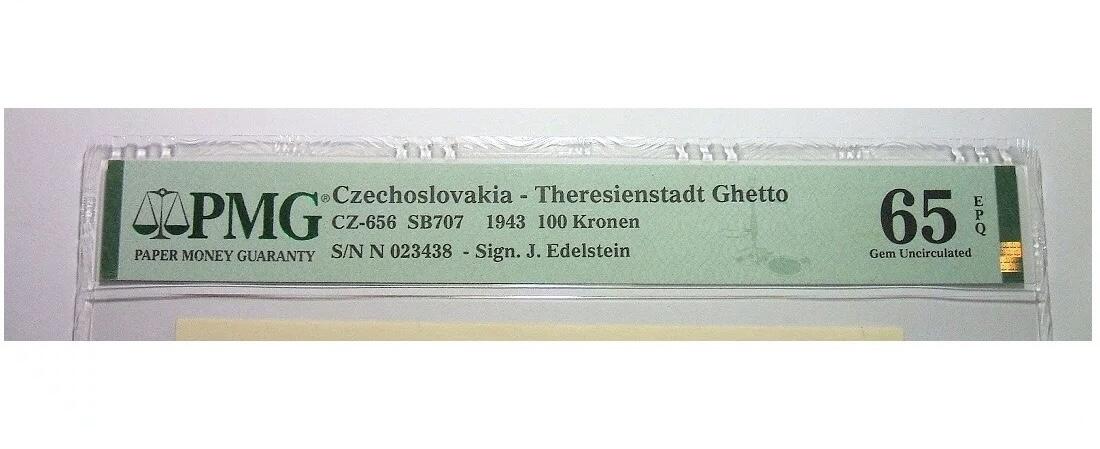 PMG®
PAPER MONEY GUARANTY
Czechoslovakia - Theresienstadt Ghetto
CZ-656 SB707 1943 100 Kronen
S/N N 023438 - Sign. J. Edelstein
65
EPQ
Gem Uncirculated